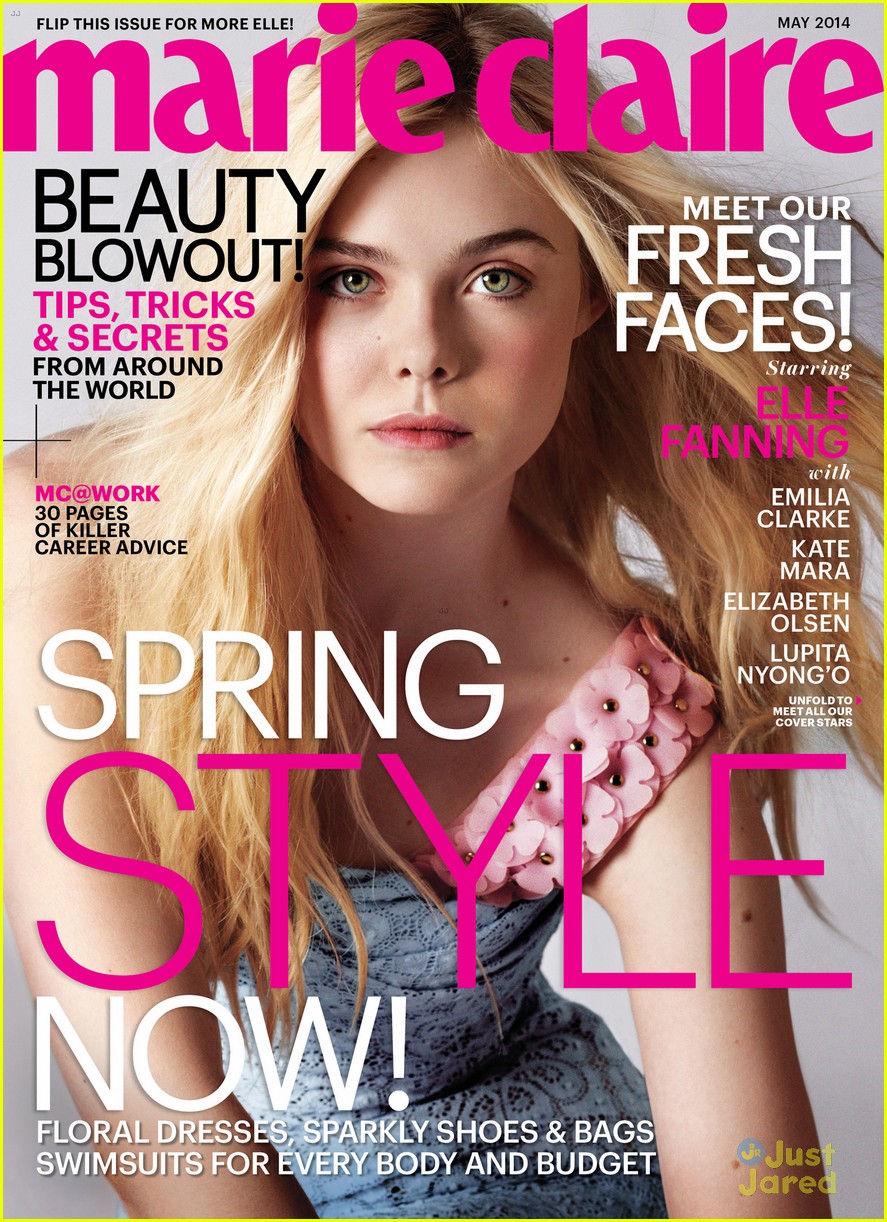 FLIP THIS ISSUE FOR MORE ELLE!
MAY 2014
marie claire
BEAUTY
BLOWOUT!
TIPS, TRICKS
& SECRETS
FROM AROUND
THE WORLD
MC@WORK
30 PAGES
OF KILLER
CAREER ADVICE
MEET OUR
FRESH
FACES!
Starring
ELLE
FANNING
with
EMILIA
CLARKE
KATE
MARA
ELIZABETH
OLSEN
LUPITA
NYONG'O
UNFOLD TO
MEET ALL OUR
COVER STARS
SPRING
STYLE
NOW!
FLORAL DRESSES, SPARKLY SHOES & BAGS
SWIMSUITS FOR EVERY BODY AND BUDGET
JR Just
Jared